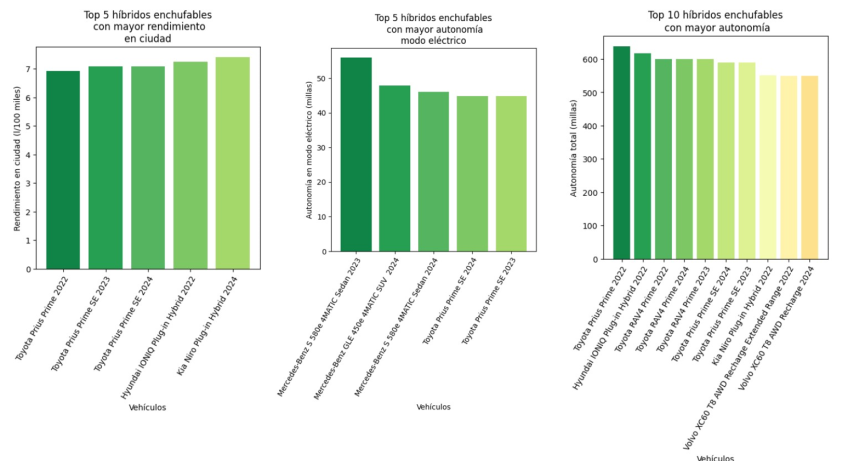 Top 5 híbridos enchufables
con mayor rendimiento
en ciudad
Rendimiento en ciudad (l/100 miles)
7
6
5
4
3
2
1
0
Toyota Prius Prime 2022
Toyota Prius Prime SE 2023
Toyota Prius Prime SE 2024
Hyundai IONIQ Plug-in Hybrid 2022
Kia Niro Plug-in Hybrid 2024
Vehículos
Top 5 híbridos enchufables
con mayor autonomía
modo eléctrico
Autonomía en modo eléctrico (millas)
50
40
30
20
10
0
Mercedes-Benz S 580e 4MATIC Sedan 2023
Mercedes-Benz GLE 450e 4MATIC SUV 2024
Mercedes-Benz S 580e 4MATIC Sedan 2024
Toyota Prius Prime SE 2024
Toyota Prius Prime SE 2023
Vehículos
Top 10 híbridos enchufables
con mayor autonomía
Autonomía total (millas)
600
500
400
300
200
100
0
Toyota Prius Prime 2022
Hyundai IONIQ Plug-in Hybrid 2022
Toyota RAV4 Prime 2022
Toyota RAV4 Prime 2024
Toyota RAV4 Prime 2023
Toyota Prius Prime SE 2024
Toyota Prius Prime SE 2023
Kia Niro Plug-in Hybrid 2022
Volvo XC60 T8 AWD Recharge Extended Range 2022
Volvo XC60 T8 AWD Recharge 2024
Vehículos